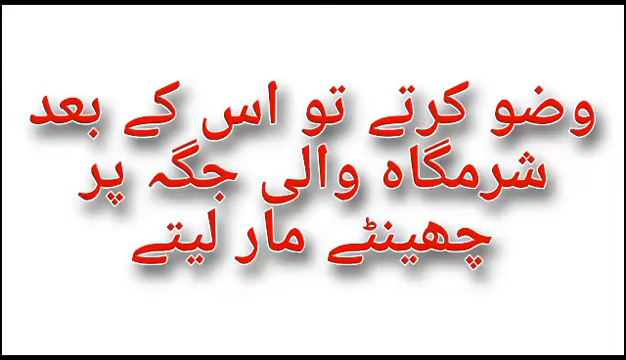 وضو کرتے تو اس کے بعد
شرمگاہ والی جگہ پر
چھینٹے مار لیتے